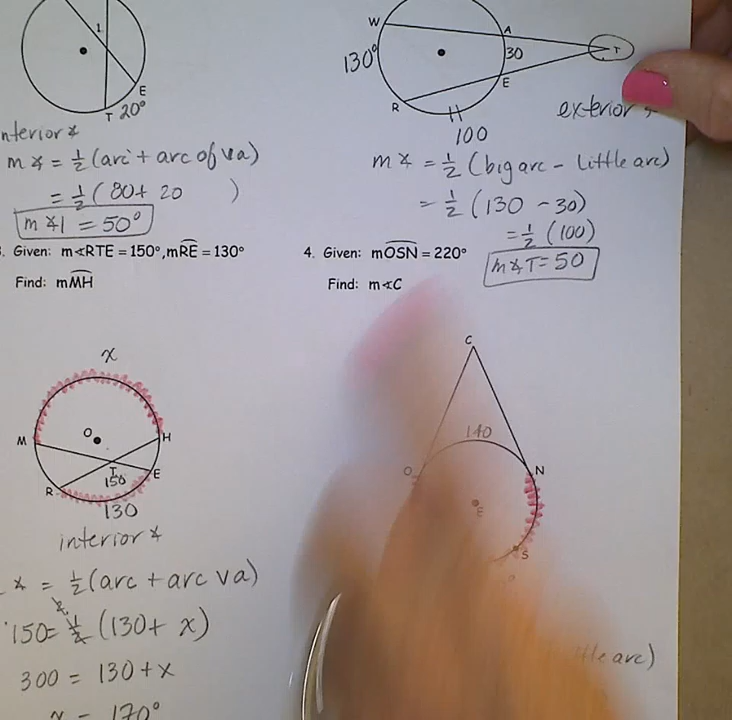 1
E
T 20°
nterior ∡
m∡ = ½(arc + arc of va)
= ½(80+ 20 )
m∡1 = 50°
W
A
30
T
130°
E
R
100
exterior ∡
m∡ = ½ (big arc - little arc)
= ½ (130 - 30)
= ½ (100)
m∡T = 50
3. Given: m∢RTE = 150°, mRE = 130°
Find: mMH
x
M
O
H
T
150
E
R
130
interior ∡
∡ = ½(arc + arc va)
150 = ½ (130 + x)
300 = 130 + x
x = 170°
4. Given: mOSN = 220°
Find: m∢C
C
140
O
N
E
S
tle arc)